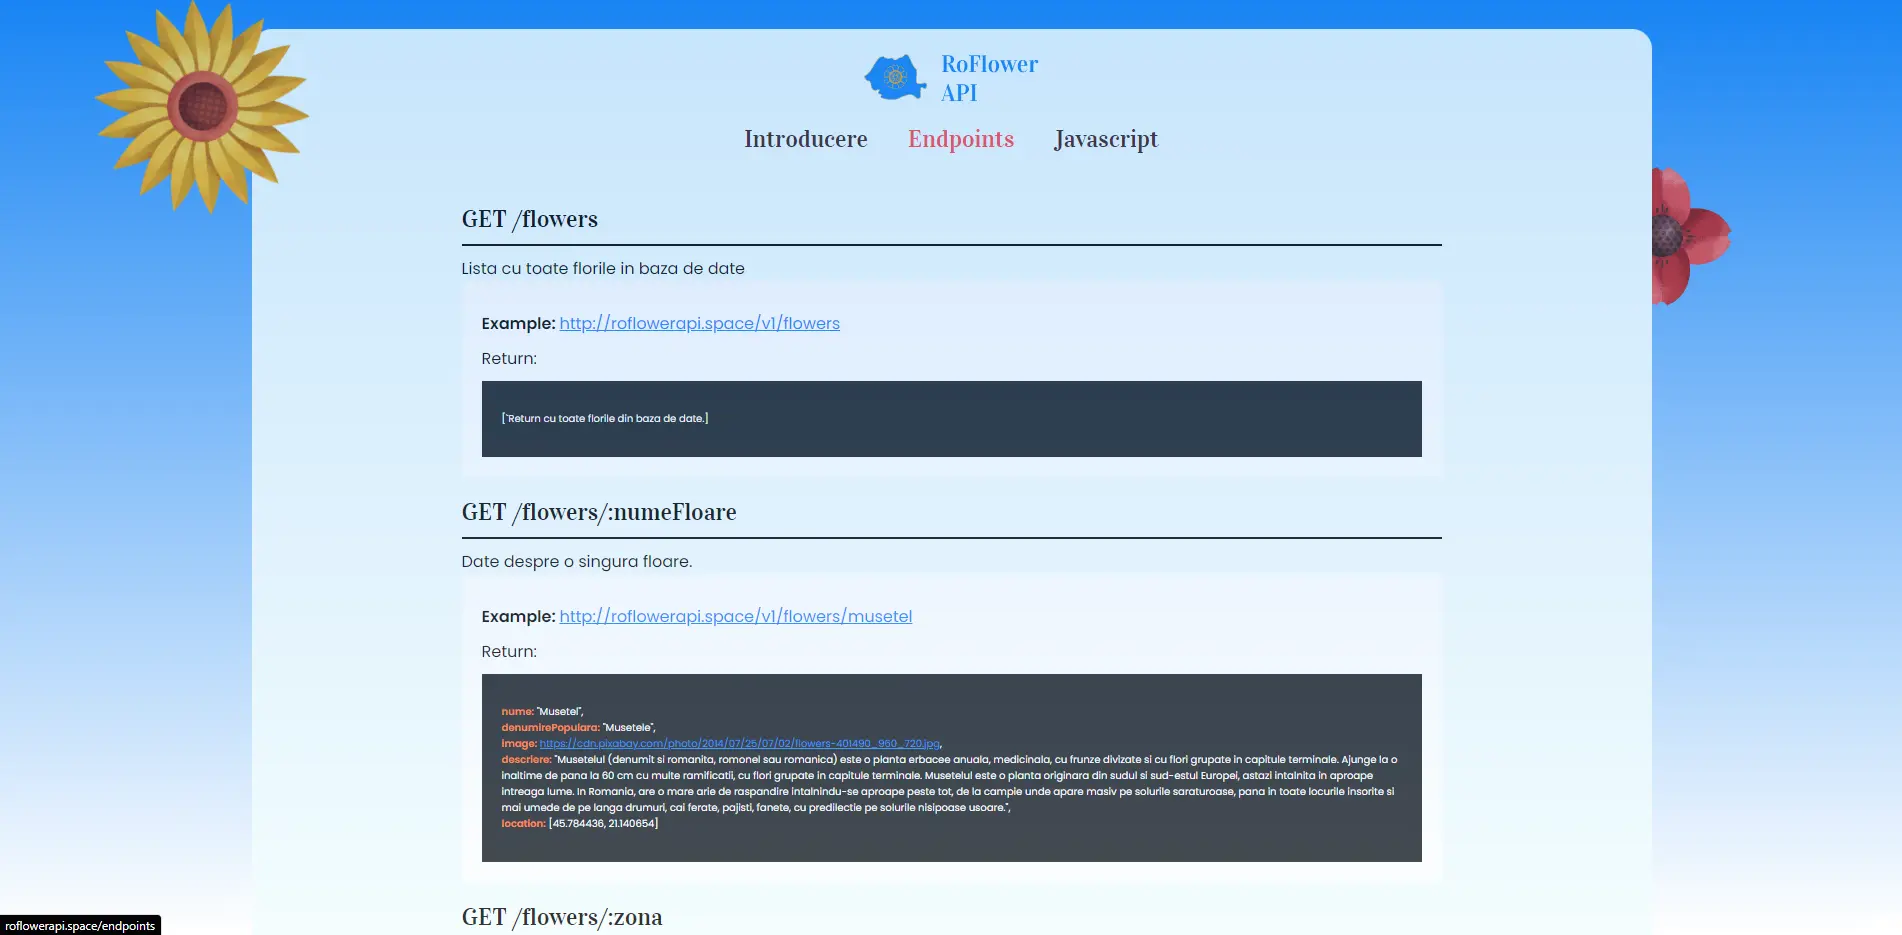 RoFlower
API
Introducere Endpoints Javascript
GET /flowers
Lista cu toate florile in baza de date
Example: http://roflowerapi.space/v1/flowers
Return:
["Return cu toate florile din baza de date.]
GET /flowers/:numeFloare
Date despre o singura floare.
Example: http://roflowerapi.space/v1/flowers/musetel
Return:
nume: "Musetel",
denumirePopulara: "Musetele",
image: https://cdn.pixabay.com/photo/2014/07/25/07/02/flowers-401490_960_720.jpg,
descriere: "Musetelul (denumit si romanita, romonel sau romanica) este o planta erbacee anuala, medicinala, cu frunze divizate si cu flori grupate in capitule terminale. Ajunge la o
inaltime de pana la 60 cm cu multe ramificatii, cu flori grupate in capitule terminale. Musetelul este o planta originara din sudul si sud-estul Europei, astazi intalnita in aproape
intreaga lume. In Romania, are o mare arie de raspandire intalnindu-se aproape peste tot, de la campie unde apare masiv pe solurile saraturoase, pana in toate locurile insorite si
mai umede de pe langa drumuri, cai ferate, pajisti, fanete, cu predilectie pe solurile nisipoase usoare.",
location: [45.784436, 21.140654]
GET /flowers/:zona
roflowerapi.space/endpoints